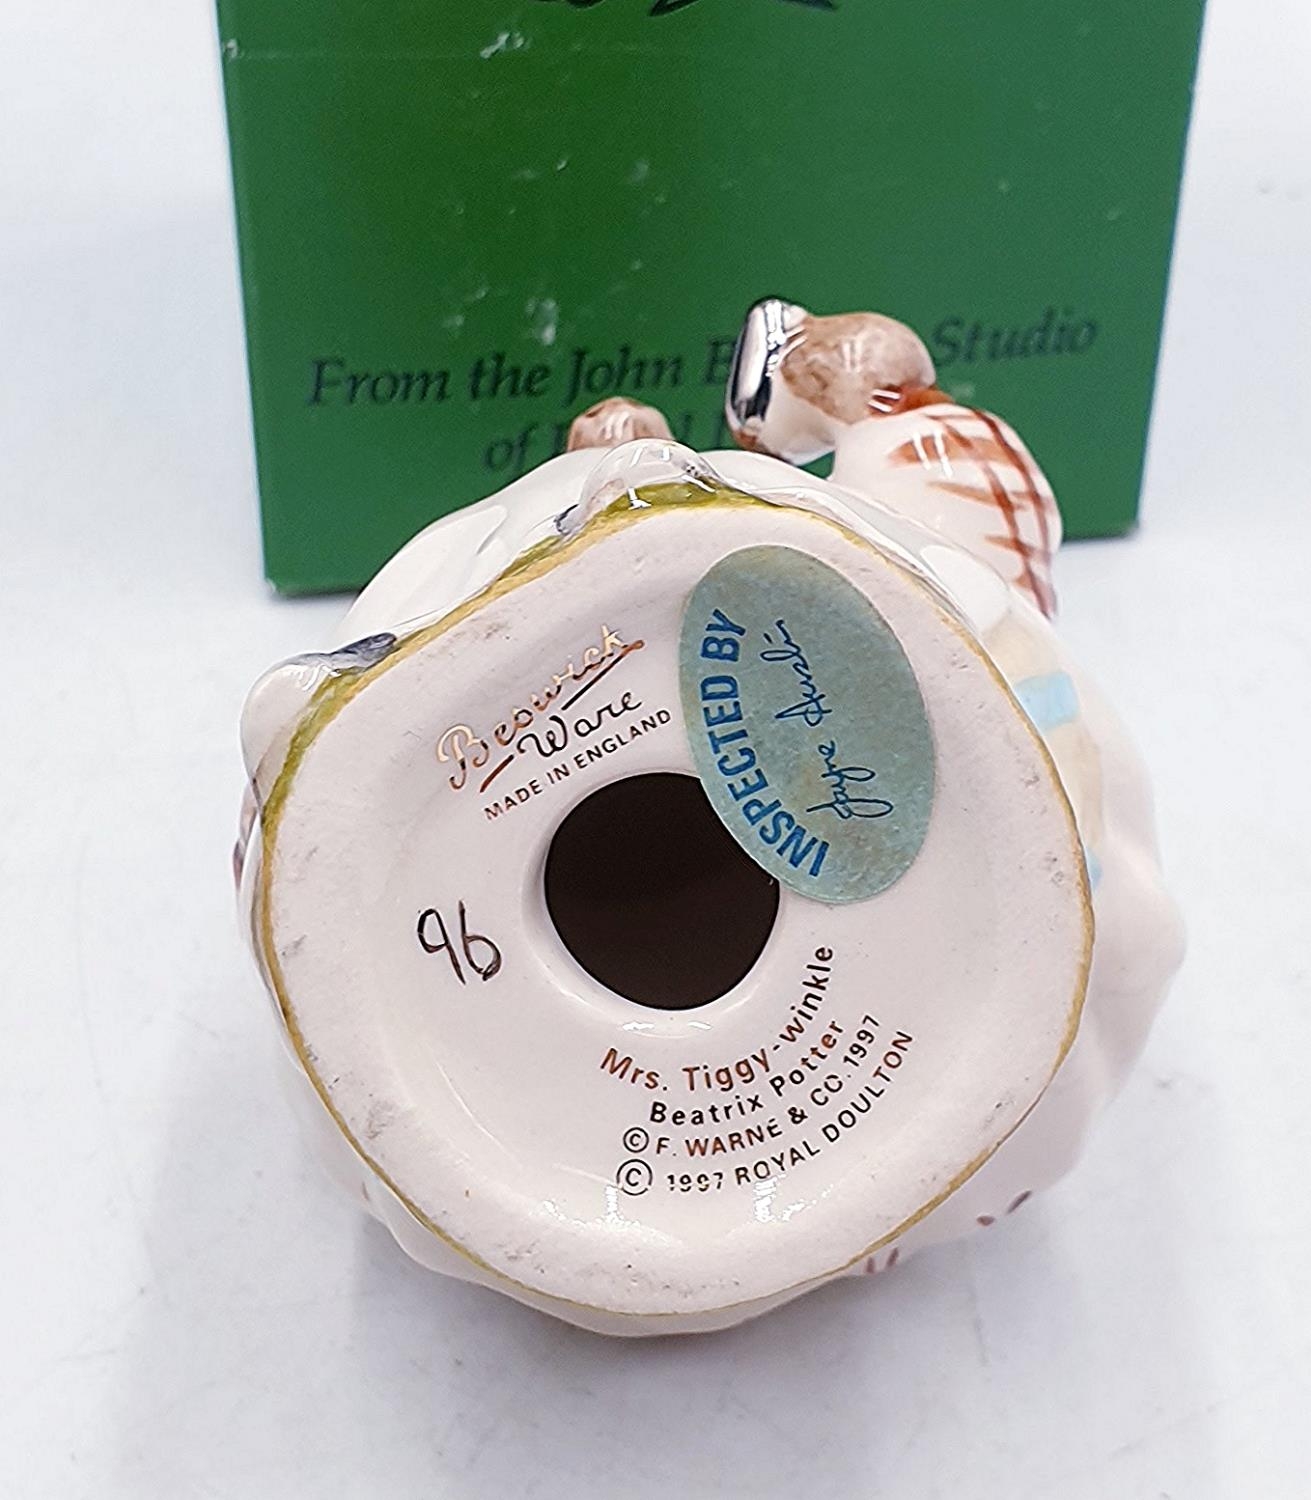 From the John B Studio
of
Beswick
Ware
MADE IN ENGLAND
INSPECTED BY
Jayne
96
Mrs. Tiggy-winkle
Beatrix Potter
© F. WARNE & CO. 1997
© 1997 ROYAL DOULTON